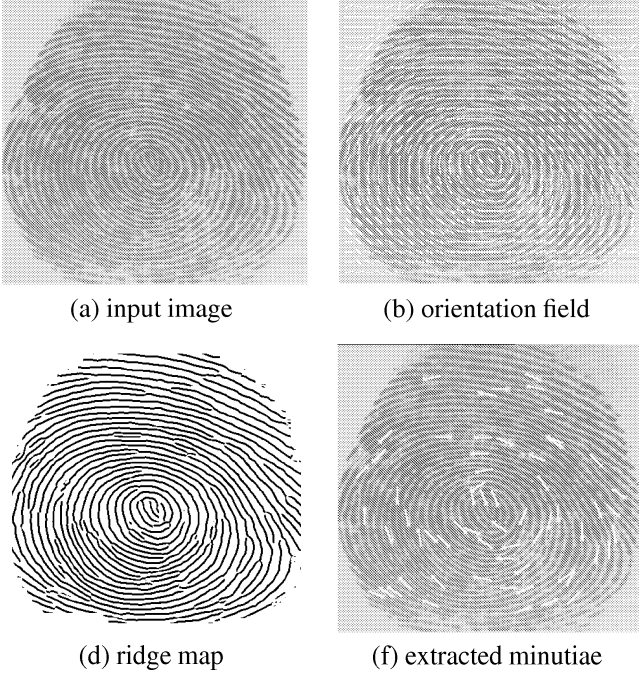 (a) input image
(b) orientation field
(d) ridge map
(f) extracted minutiae